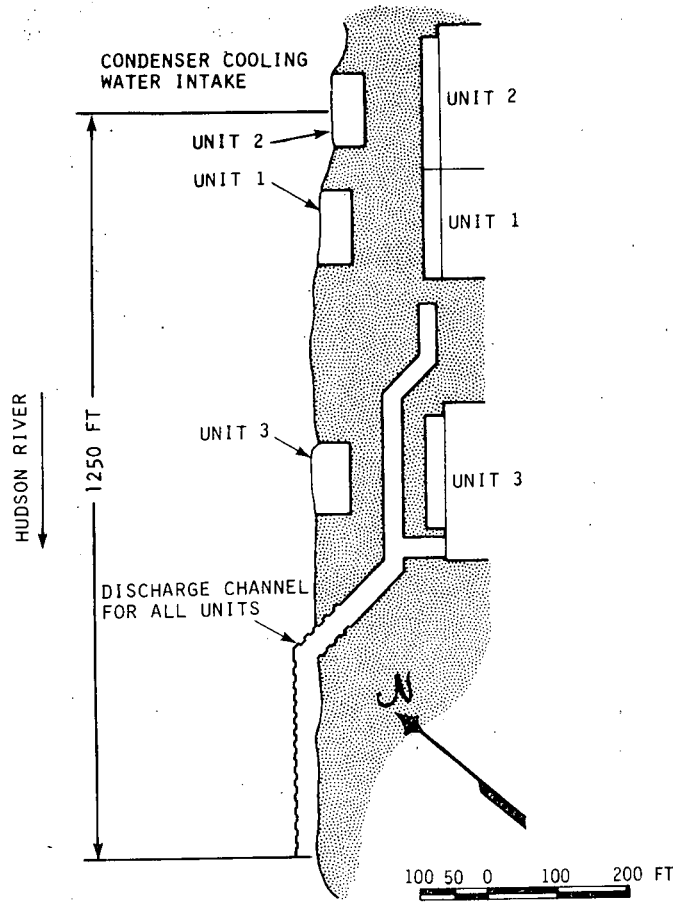 CONDENSER COOLING
WATER INTAKE
UNIT 2
UNIT 2
UNIT 1
UNIT 1
HUDSON RIVER
1250 FT
UNIT 3
UNIT 3
DISCHARGE CHANNEL
FOR ALL UNITS
N
100 50 0 100 200 FT